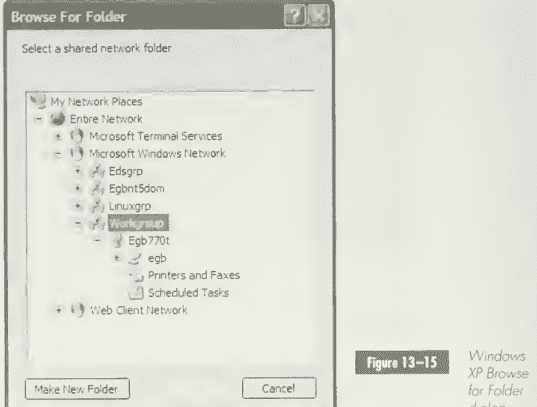 Browse For Folder
Select a shared network folder
My Network Places
Entire Network
Microsoft Terminal Services
Microsoft Windows Network
Edsgrp
Egbnt5dom
Linuxgrp
Workgroup
Egb770t
egb
Printers and Faxes
Scheduled Tasks
Web Client Network
Make New Folder
Cancel
Figure 13–15
Windows
XP Browse
for Folder